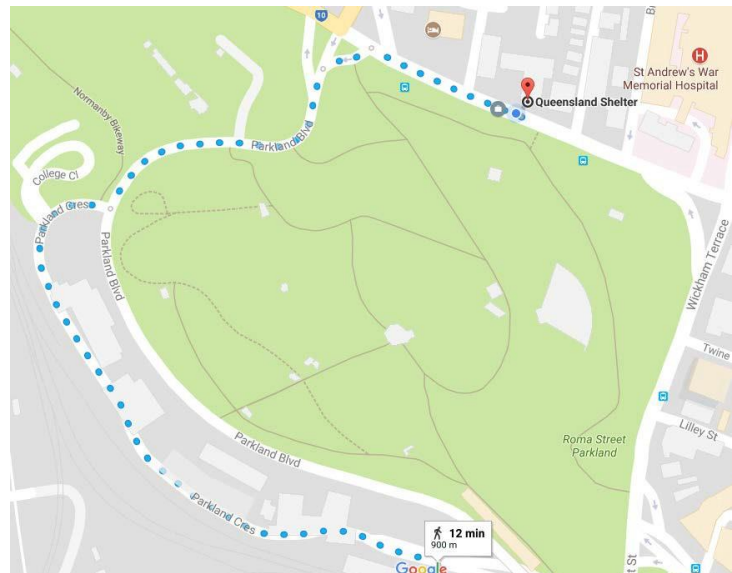 10
H
St Andrew's War
Memorial Hospital
Queensland Shelter
Normanby Bikeway
Parkland Blvd
College Cl
Parkland Cres
Parkland Blvd
Wickham Terrace
Twine
Lilley St
Roma Street
Parkland
Parkland Blvd
Parkland Cres
12 min
900 m
Google
t St